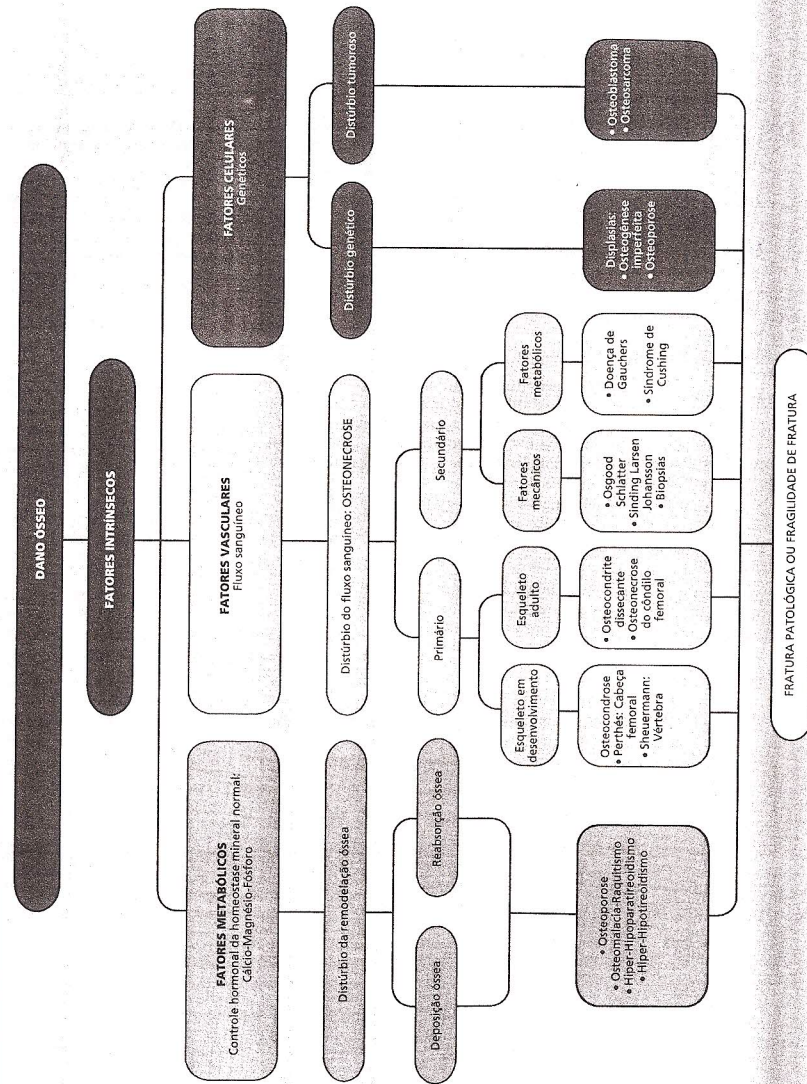 DANO ÓSSEO
FATORES INTRÍNSECOS
FATORES METABÓLICOS
Controle hormonal da homeostase mineral normal:
Cálcio-Magnésio-Fósforo
FATORES VASCULARES
Fluxo sanguíneo
FATORES CELULARES
Genéticos
Distúrbio da remodelação óssea
Distúrbio do fluxo sanguíneo: OSTEONECROSE
Distúrbio genético
Distúrbio tumoroso
Deposição óssea
Reabsorção óssea
Primário
Secundário
Esqueleto em
desenvolvimento
Esqueleto
adulto
Fatores
mecânicos
Fatores
metabólicos
• Osteoporose
• Osteomalácia-Raquitismo
• Hiper-Hipoparatireoidismo
• Hiper-Hipotireoidismo
Osteocondrose
• Perthés: Cabeça
femoral
• Sheuermann:
Vértebra
• Osteocondrite
dissecante
• Osteonecrose
do côndilo
femoral
• Osgood
Schlatter
• Sinding Larsen
Johansson
• Biopsias
• Doença de
Gauchers
• Síndrome de
Cushing
Displasias:
• Osteogênese
imperfeita
• Osteoporose
• Osteoblastoma
• Osteosarcoma
FRATURA PATOLÓGICA OU FRAGILIDADE DE FRATURA